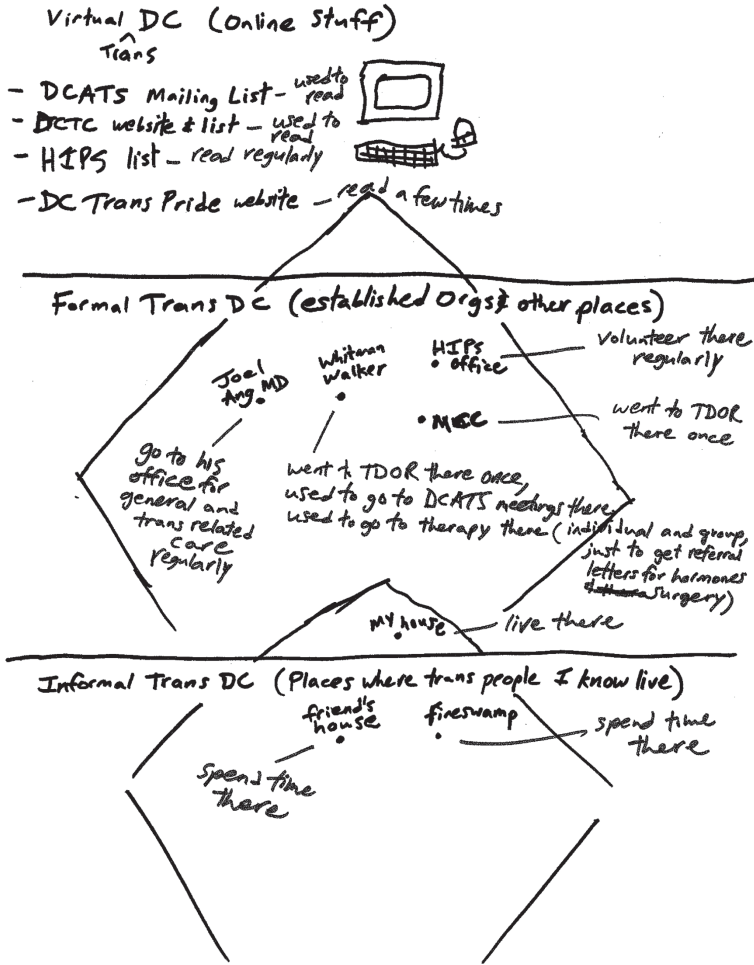 Virtual DC (Online Stuff)
^
Trans
- DCATS Mailing List - used to read
- DCTC website & list - used to read
- HIPS list - read regularly
- DC Trans Pride website - read a few times
Formal Trans DC (established Orgs & other places)
Joel
Ang MD
go to his
office for
general and
trans related
care
regularly
Whitman
Walker
went to TDOR there once,
used to go to DCATS meetings there,
used to go to therapy there (individual and group,
just to get referral
letters for hormones
surgery)
HIPS
office
volunteer there
regularly
MCC
went to TDOR
there once
My house
live there
Informal Trans DC (Places where trans people I know live)
friend's
house
spend time
there
fireswamp
spend time
there